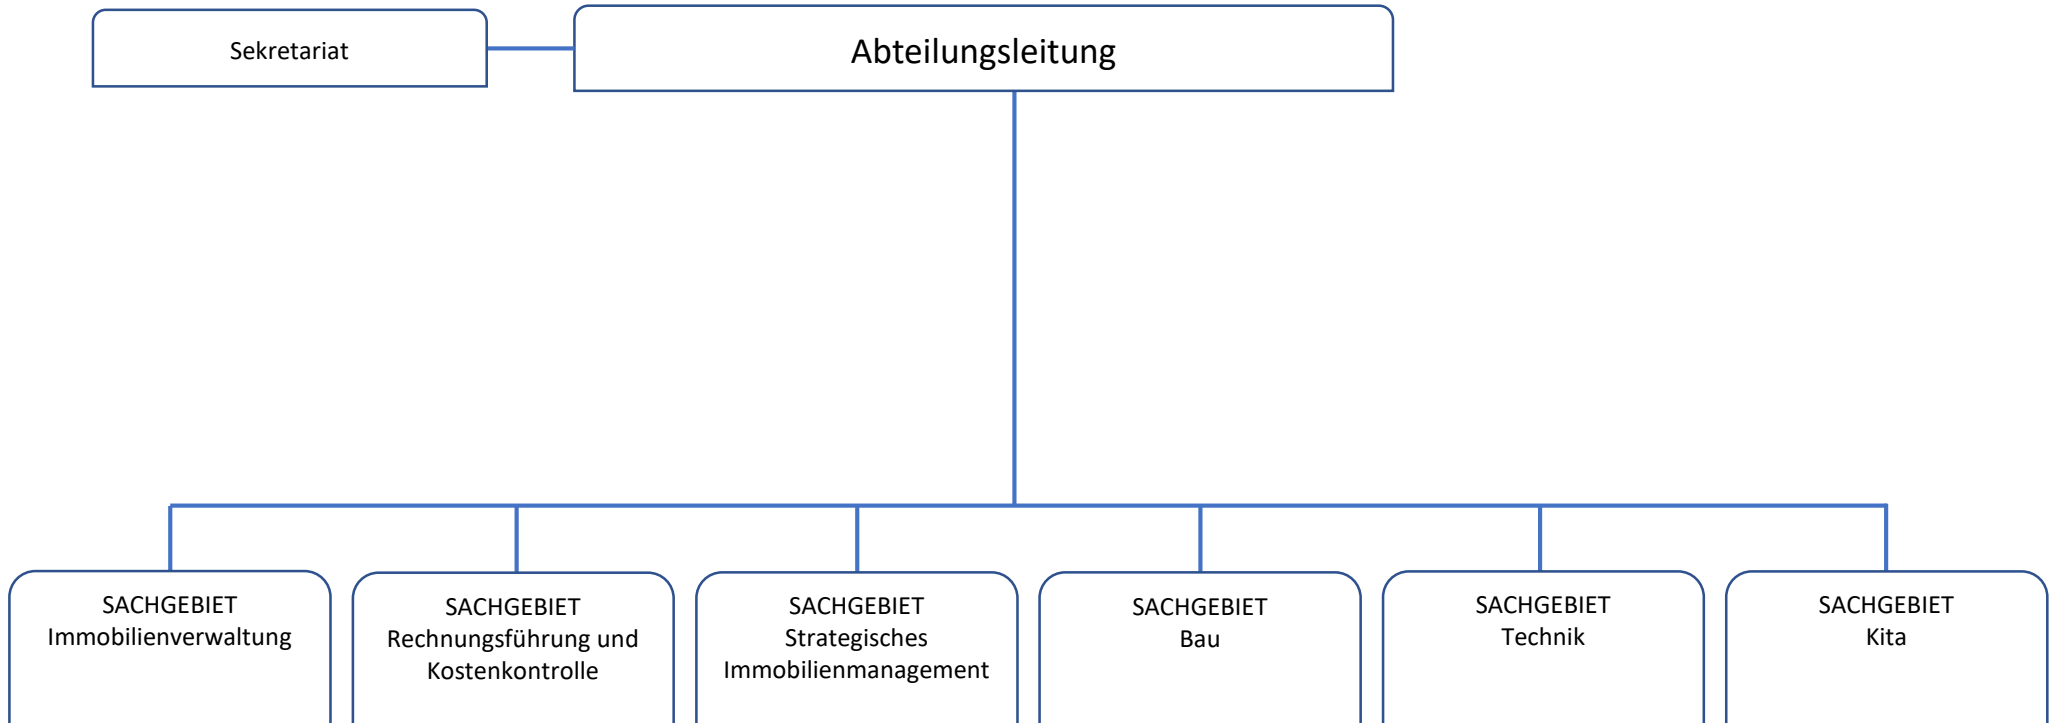 Sekretariat
Abteilungsleitung
SACHGEBIET
Immobilienverwaltung
SACHGEBIET
Rechnungsführung und
Kostenkontrolle
SACHGEBIET
Strategisches
Immobilienmanagement
SACHGEBIET
Bau
SACHGEBIET
Technik
SACHGEBIET
Kita